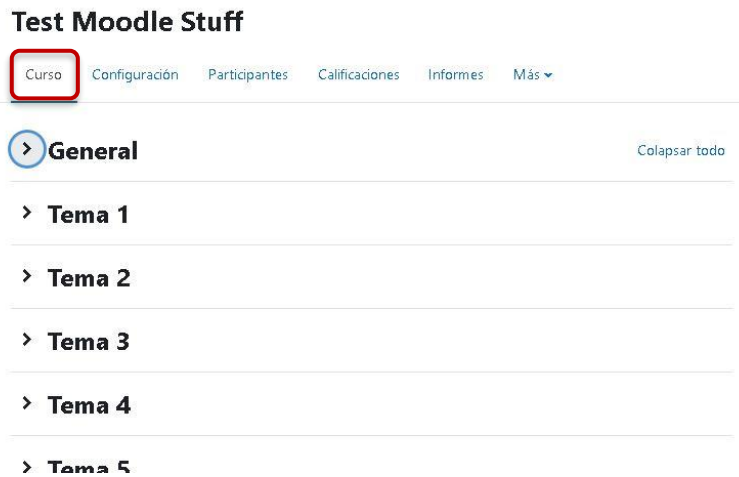 Test Moodle Stuff
Curso Configuración Participantes Calificaciones Informes Más
General Colapsar todo
Tema 1
Tema 2
Tema 3
Tema 4
Tema 5